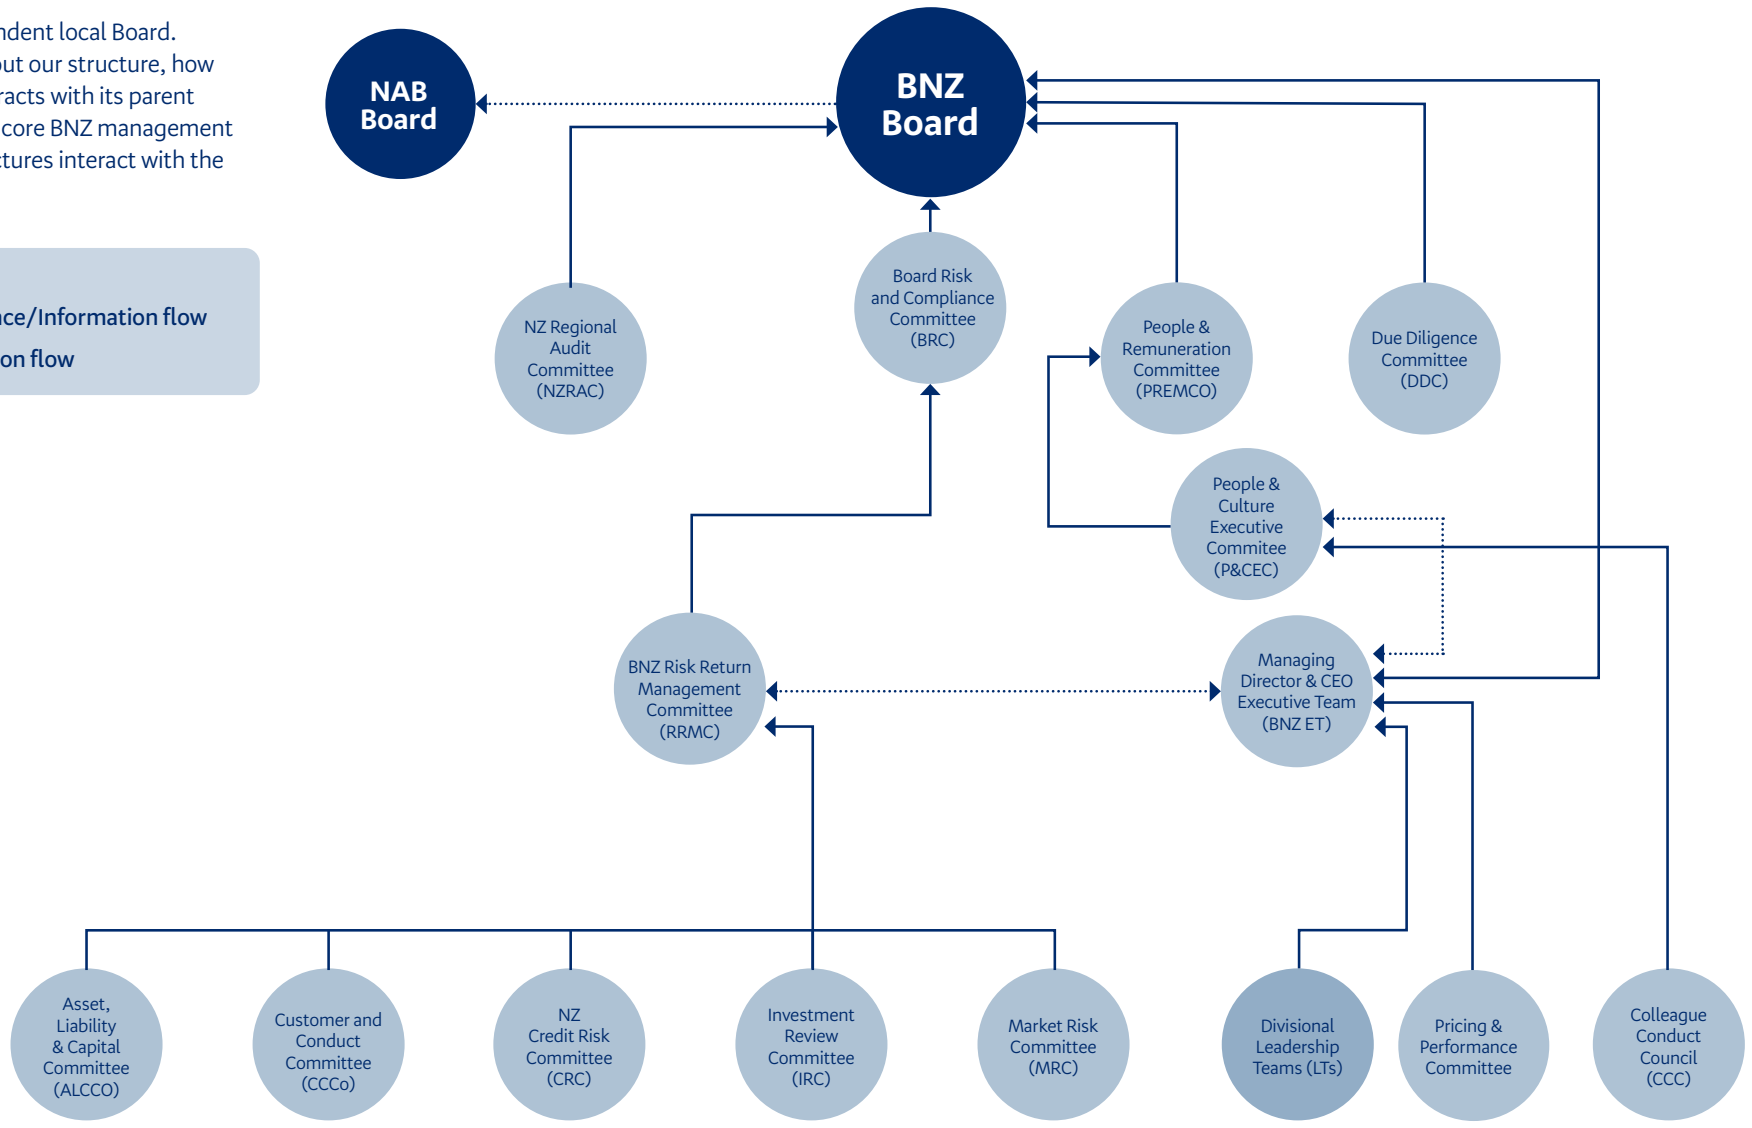 ndent local Board.
out our structure, how
racts with its parent
core BNZ management
ctures interact with the
nce/Information flow
on flow
NAB
Board
BNZ
Board
NZ Regional
Audit
Committee
(NZRAC)
Board Risk
and Compliance
Committee
(BRC)
People &
Remuneration
Committee
(PREMCO)
Due Diligence
Committee
(DDC)
People &
Culture
Executive
Commitee
(P&CEC)
BNZ Risk Return
Management
Committee
(RRMC)
Managing
Director & CEO
Executive Team
(BNZ ET)
Asset,
Liability
& Capital
Committee
(ALCCO)
Customer and
Conduct
Committee
(CCCo)
NZ
Credit Risk
Committee
(CRC)
Investment
Review
Committee
(IRC)
Market Risk
Committee
(MRC)
Divisional
Leadership
Teams (LTs)
Pricing &
Performance
Committee
Colleague
Conduct
Council
(CCC)